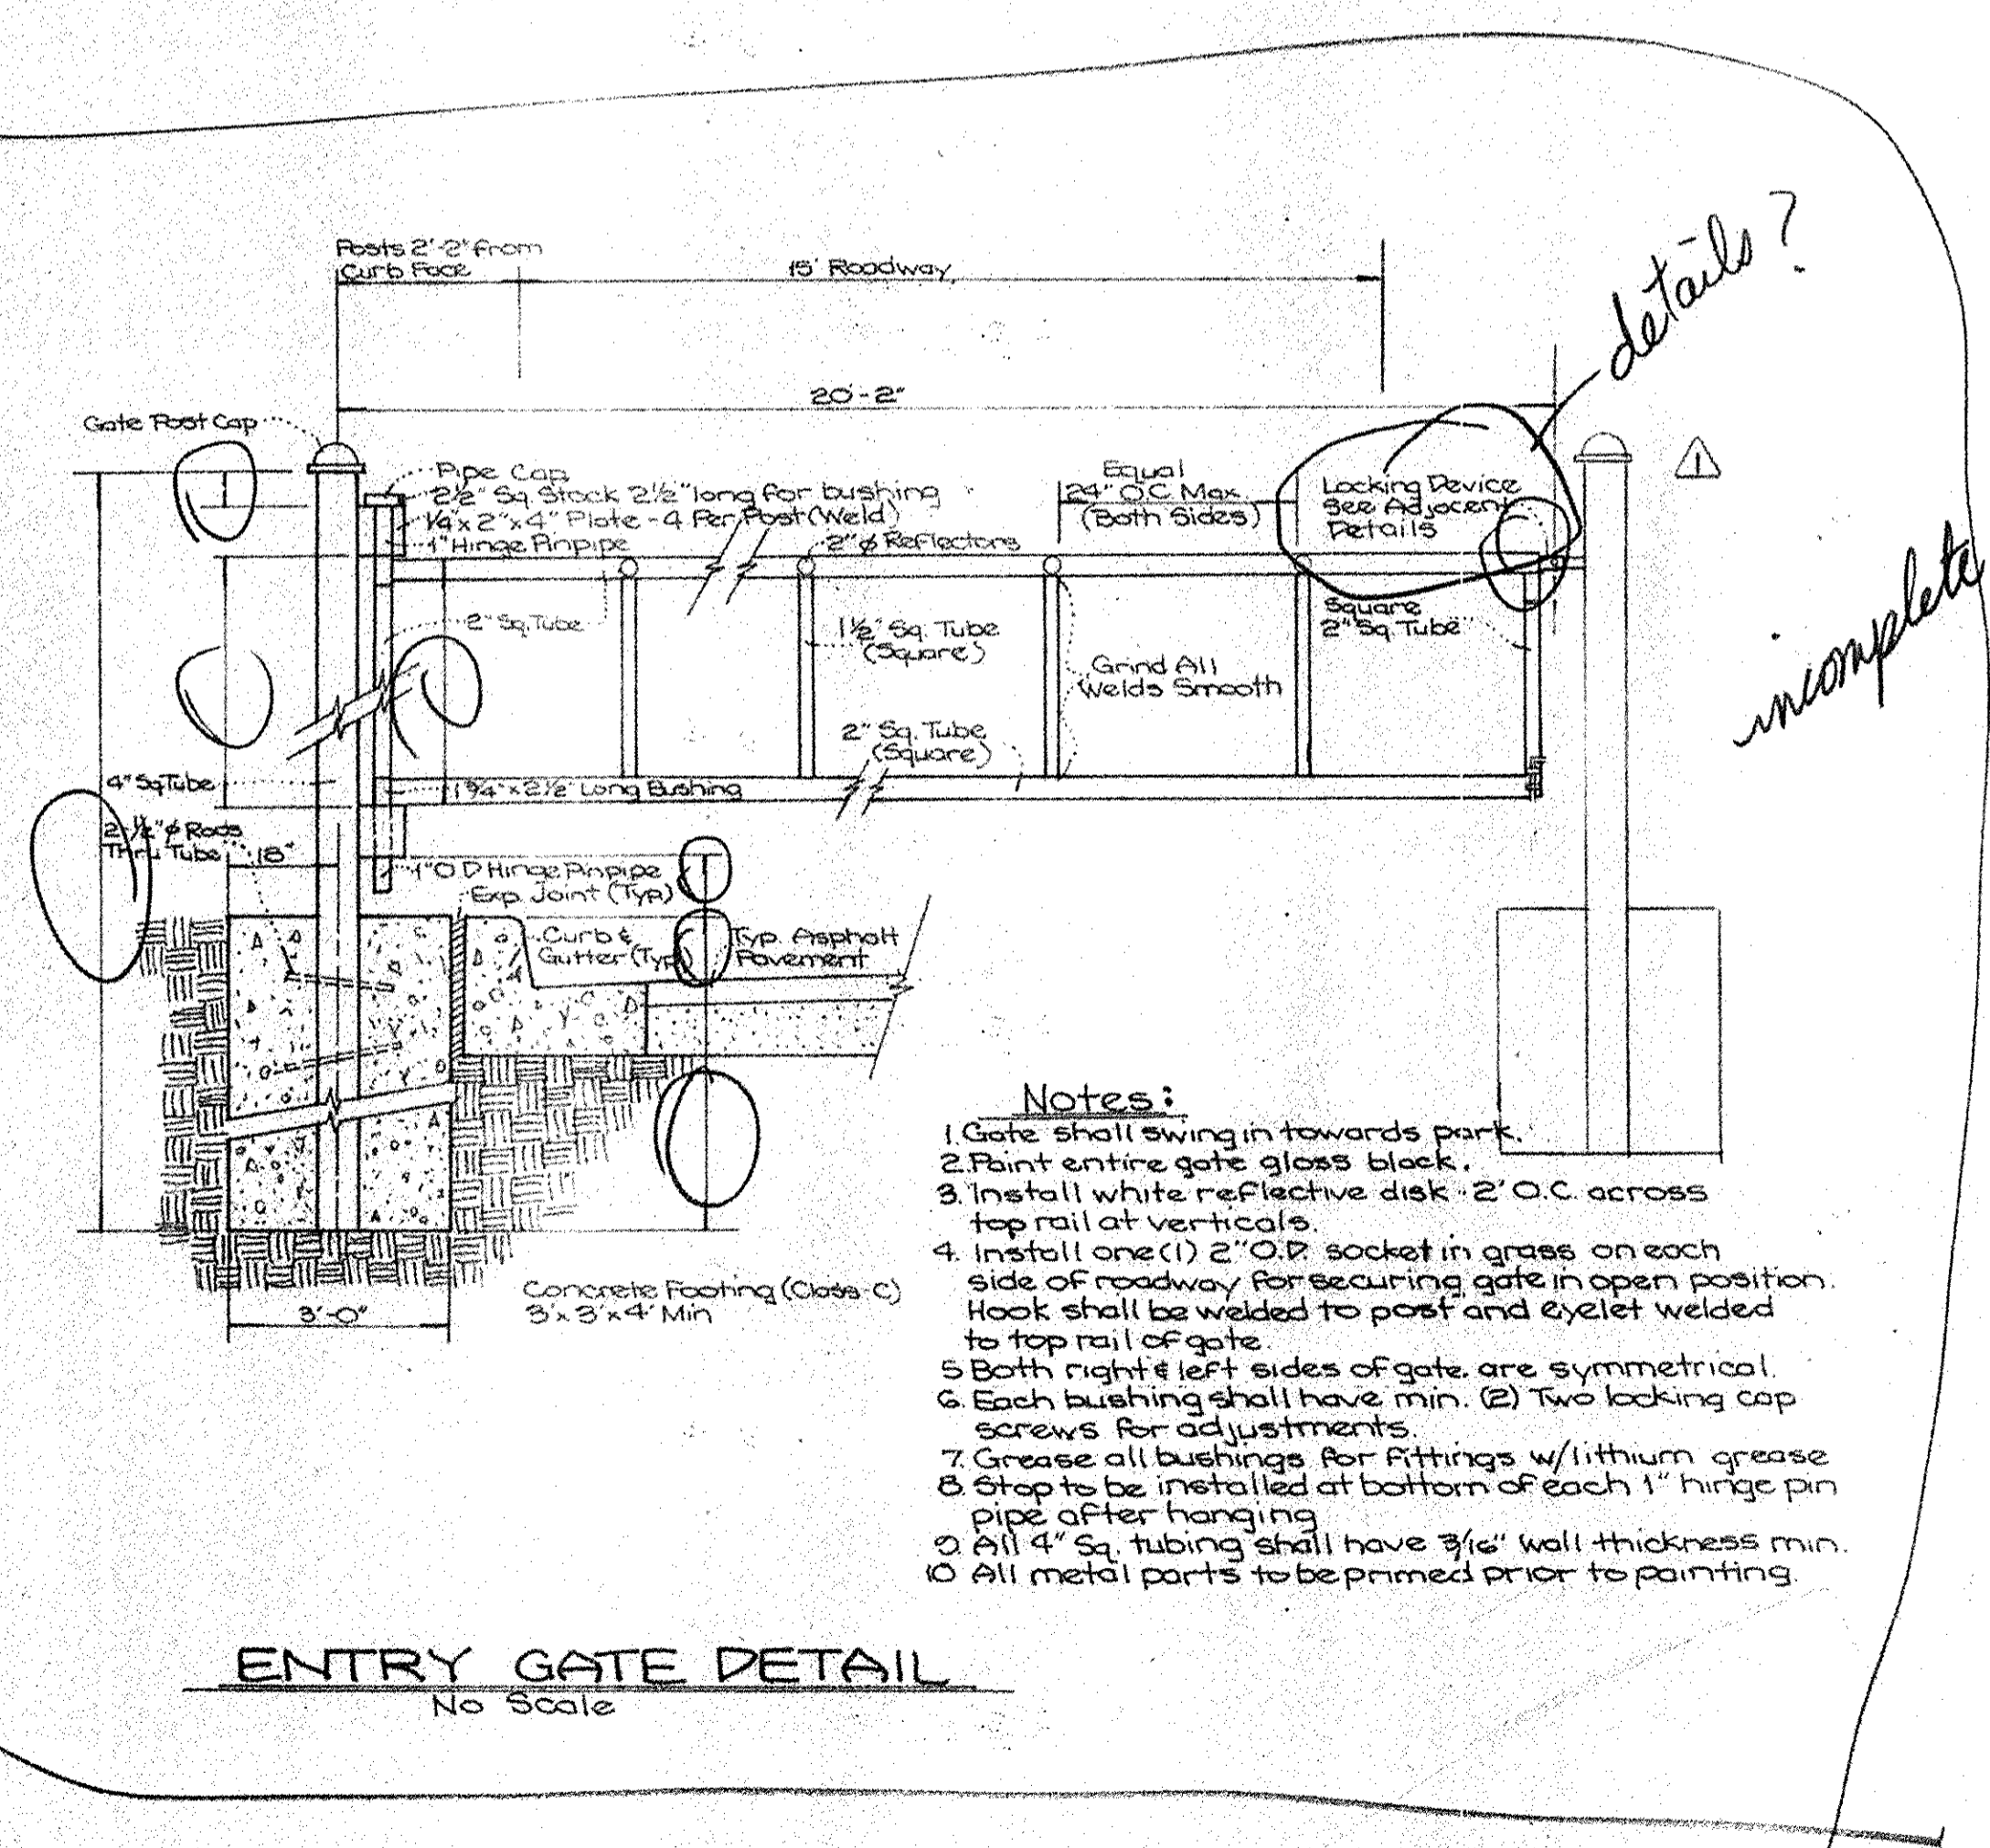 Posts 2'-2" from
Curb Face
15' Roadway
20'-2"
details?
Gate Post Cap
Pipe Cap
2½" Sq. Stock 2½" long for bushing
¼" x 2" x 4" Plate - 4 Per Post (Weld)
1" Hinge Pinpipe
2" ø Reflectors
Equal
24" O.C. Max.
(Both Sides)
Locking Device
See Adjacent
Details
incomplete
2" Sq. Tube
1½" Sq. Tube
(Square)
Grind All
Welds Smooth
Square
2" Sq. Tube
2" Sq. Tube
(Square)
4" Sq Tube
1¾" x 2½" Long Bushing
2-½" ø Rods
Thru Tube
18"
1" O D Hinge Pinpipe
Exp. Joint (Typ.)
Curb &
Gutter (Typ)
Typ. Asphalt
Pavement
Concrete Footing (Class-C)
3' x 3' x 4' Min
3'-0"
Notes:
1. Gate shall swing in towards park.
2. Paint entire gate gloss black.
3. Install white reflective disk 2' O.C. across
top rail at verticals.
4. Install one (1) 2" O.D. socket in grass on each
side of roadway for securing gate in open position.
Hook shall be welded to post and eyelet welded
to top rail of gate.
5 Both right & left sides of gate. are symmetrical.
6. Each bushing shall have min. (2) Two locking cap
screws for adjustments.
7. Grease all bushings for fittings w/lithium grease
8. Stop to be installed at bottom of each 1" hinge pin
pipe after hanging
9. All 4" Sq. tubing shall have 3/16" wall thickness min.
10 All metal parts to be primed prior to painting.
ENTRY GATE DETAIL
No Scale